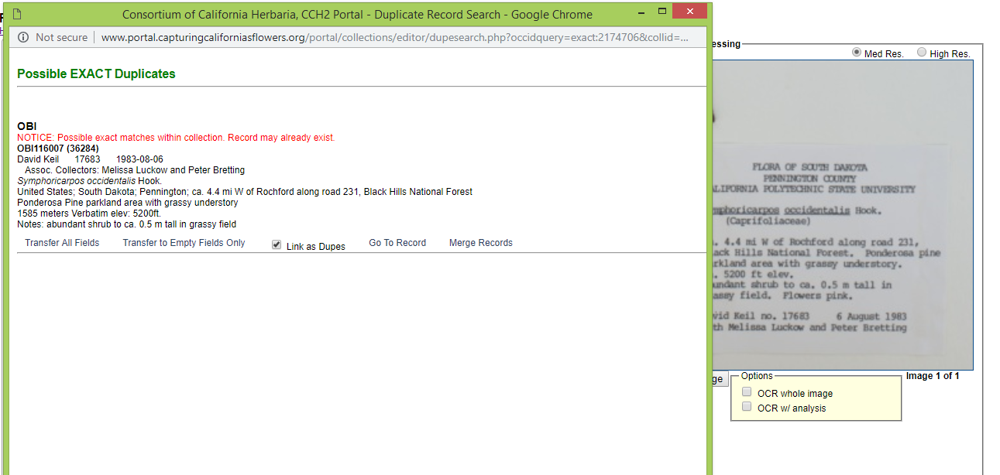 Consortium of California Herbaria, CCH2 Portal - Duplicate Record Search - Google Chrome
Not secure | www.portal.capturingcaliforniasflowers.org/portal/collections/editor/dupesearch.php?occidquery=exact:2174706&collid=...
Possible EXACT Duplicates
OBI
NOTICE: Possible exact matches within collection. Record may already exist.
OBI116007 (36284)
David Keil 17683 1983-08-06
Assoc. Collectors: Melissa Luckow and Peter Bretting
Symphoricarpos occidentalis Hook.
United States; South Dakota; Pennington; ca. 4.4 mi W of Rochford along road 231, Black Hills National Forest
Ponderosa Pine parkland area with grassy understory
1585 meters Verbatim elev: 5200ft.
Notes: abundant shrub to ca. 0.5 m tall in grassy field
Transfer All Fields Transfer to Empty Fields Only Link as Dupes Go To Record Merge Records
essing
Med Res. High Res.
FLORA OF SOUTH DAKOTA
PENNINGTON COUNTY
ALIFORNIA POLYTECHNIC STATE UNIVERSITY
mphoricarpos occidentalis Hook.
(Caprifoliaceae)
. 4.4 mi W of Rochford along road 231,
ack Hills National Forest. Ponderosa pine
rkland area with grassy understory.
. 5200 ft elev.
undant shrub to ca. 0.5 m tall in
assy field. Flowers pink.
vid Keil no. 17683 6 August 1983
th Melissa Luckow and Peter Bretting
ge
Options
Image 1 of 1
OCR whole image
OCR w/ analysis